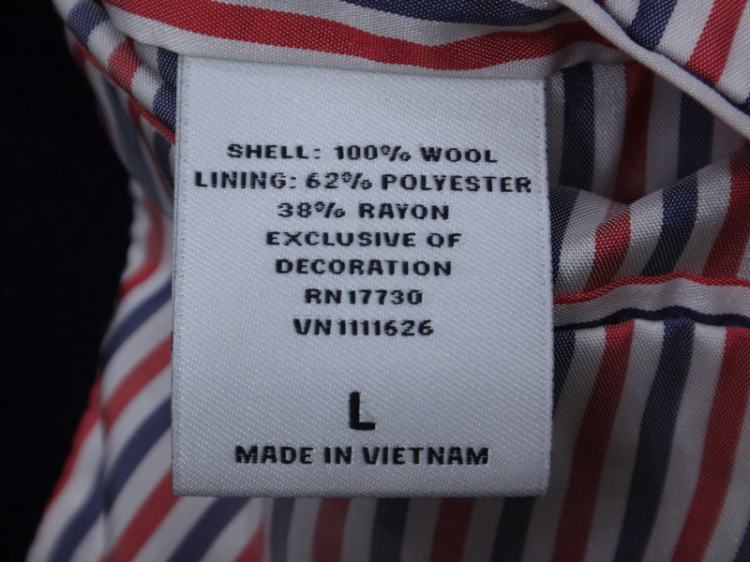 SHELL: 100% WOOL
LINING: 62% POLYESTER
38% RAYON
EXCLUSIVE OF
DECORATION
RN17730
VN1111626
L
MADE IN VIETNAM